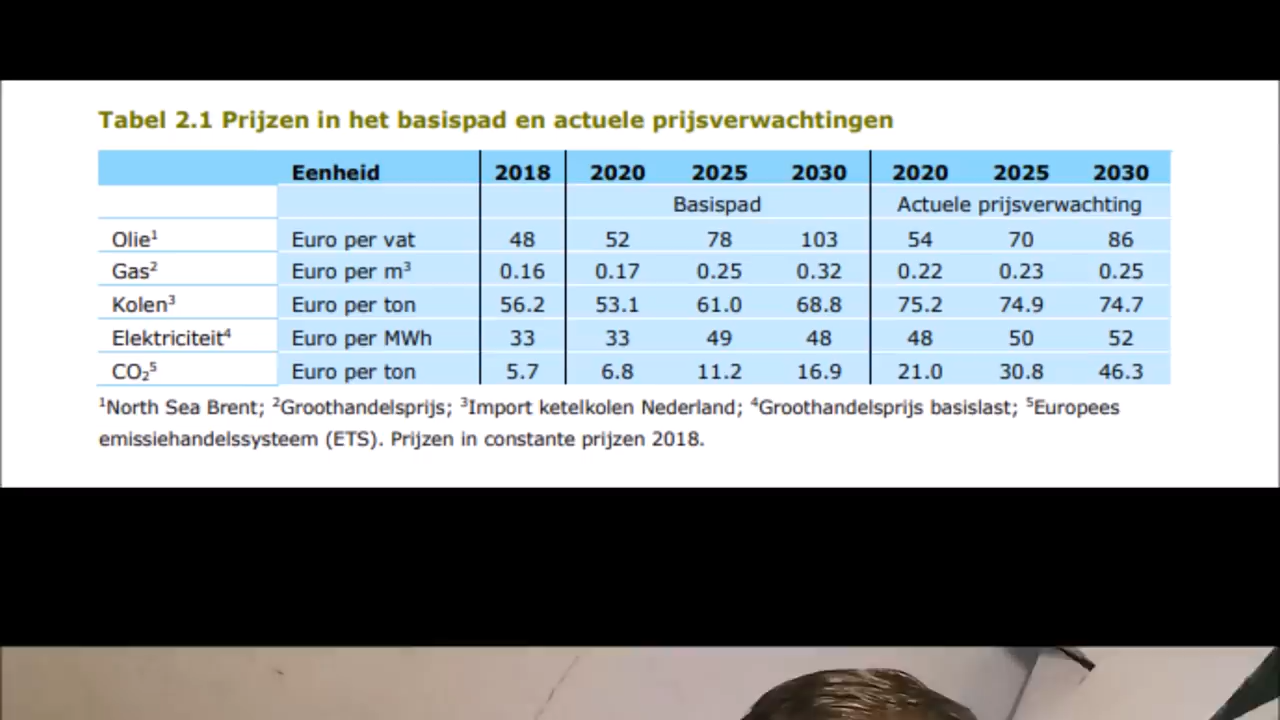 Tabel 2.1 Prijzen in het basispad en actuele prijsverwachtingen
Eenheid 2018 2020 2025 2030 2020 2025 2030
Basispad Actuele prijsverwachting
Olie¹ Euro per vat 48 52 78 103 54 70 86
Gas² Euro per m³ 0.16 0.17 0.25 0.32 0.22 0.23 0.25
Kolen³ Euro per ton 56.2 53.1 61.0 68.8 75.2 74.9 74.7
Elektriciteit⁴ Euro per MWh 33 33 49 48 48 50 52
CO₂⁵ Euro per ton 5.7 6.8 11.2 16.9 21.0 30.8 46.3
¹North Sea Brent; ²Groothandelsprijs; ³Import ketelkolen Nederland; ⁴Groothandelsprijs basislast; ⁵Europees
emissiehandelssysteem (ETS). Prijzen in constante prijzen 2018.